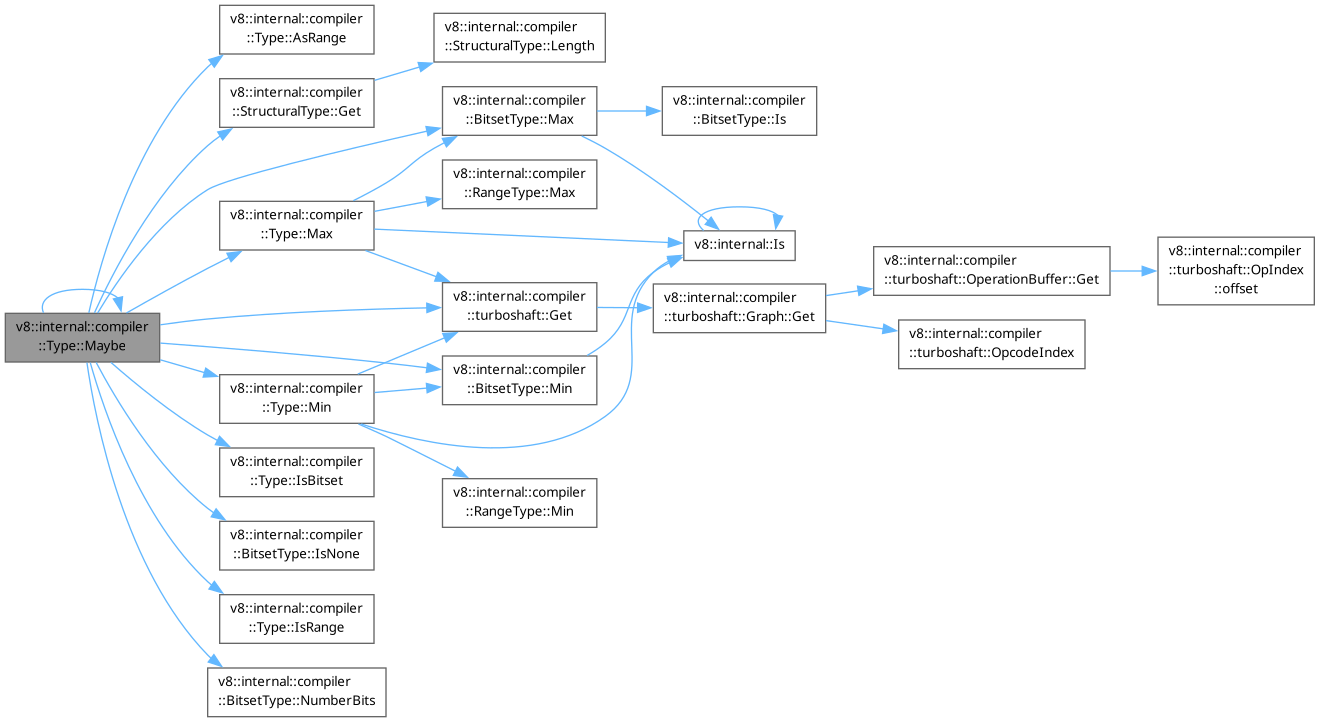 v8::internal::compiler
::Type::Maybe
v8::internal::compiler
::Type::AsRange
v8::internal::compiler
::StructuralType::Get
v8::internal::compiler
::StructuralType::Length
v8::internal::compiler
::BitsetType::Max
v8::internal::compiler
::BitsetType::Is
v8::internal::compiler
::RangeType::Max
v8::internal::compiler
::Type::Max
v8::internal::Is
v8::internal::compiler
::turboshaft::Get
v8::internal::compiler
::turboshaft::Graph::Get
v8::internal::compiler
::turboshaft::OperationBuffer::Get
v8::internal::compiler
::turboshaft::OpIndex
::offset
v8::internal::compiler
::turboshaft::OpcodeIndex
v8::internal::compiler
::BitsetType::Min
v8::internal::compiler
::Type::Min
v8::internal::compiler
::RangeType::Min
v8::internal::compiler
::Type::IsBitset
v8::internal::compiler
::BitsetType::IsNone
v8::internal::compiler
::Type::IsRange
v8::internal::compiler
::BitsetType::NumberBits